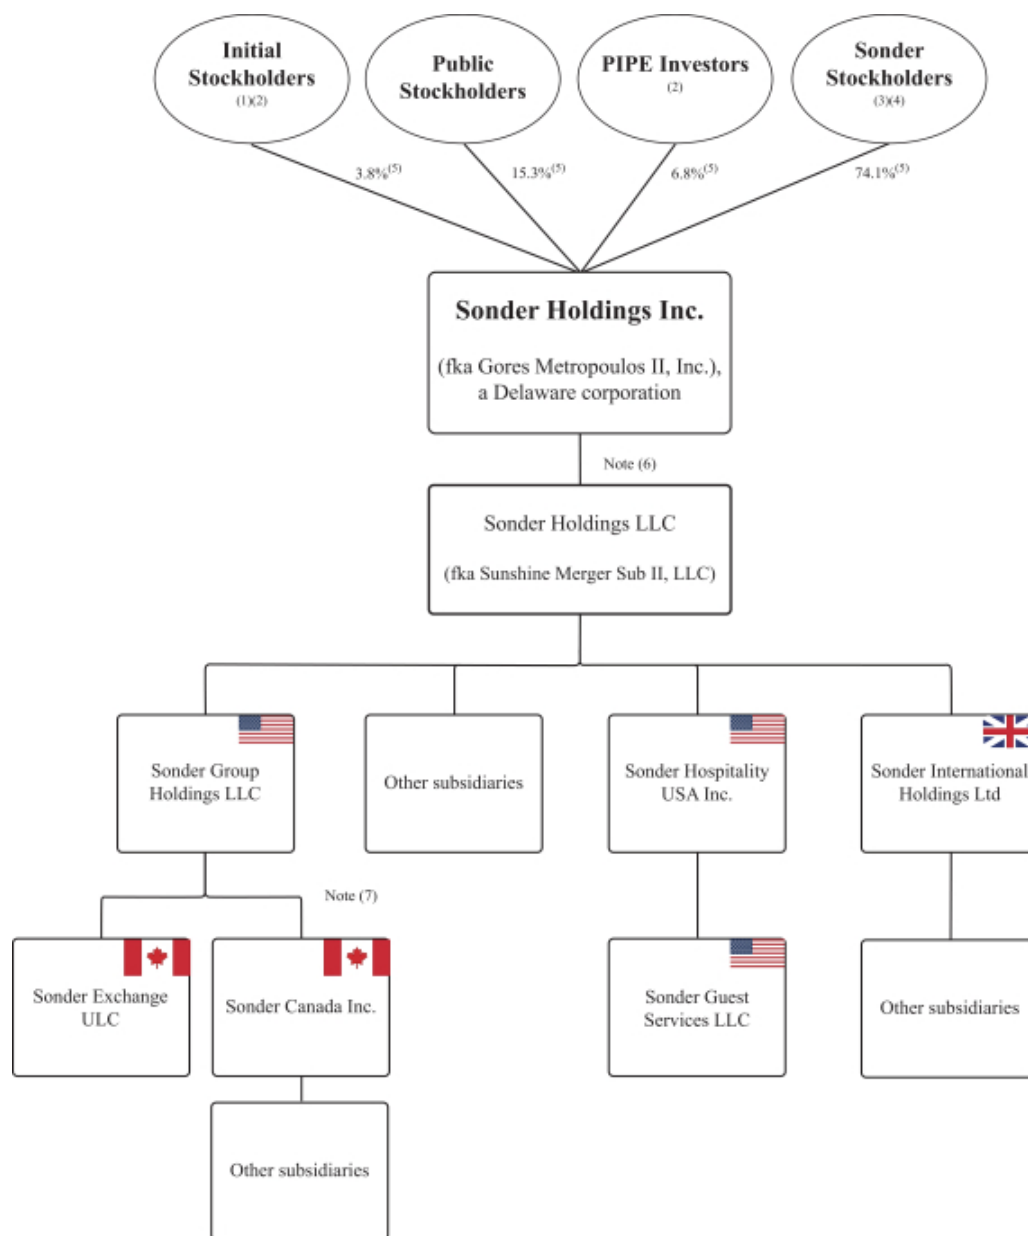 Initial
Stockholders
(1)(2)
Public
Stockholders
PIPE Investors
(2)
Sonder
Stockholders
(3)(4)
3.8%(5)
15.3%(5)
6.8%(5)
74.1%(5)
Sonder Holdings Inc.
(fka Gores Metropoulos II, Inc.),
a Delaware corporation
Note (6)
Sonder Holdings LLC
(fka Sunshine Merger Sub II, LLC)
Sonder Group
Holdings LLC
Other subsidiaries
Sonder Hospitality
USA Inc.
Sonder International
Holdings Ltd
Note (7)
Sonder Exchange
ULC
Sonder Canada Inc.
Sonder Guest
Services LLC
Other subsidiaries
Other subsidiaries